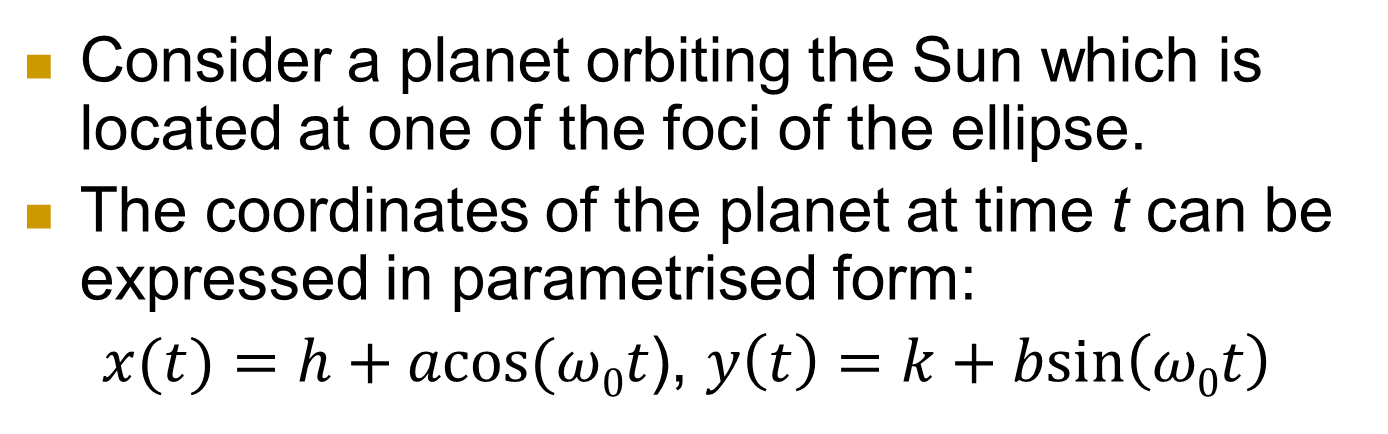 Consider a planet orbiting the Sun which is
located at one of the foci of the ellipse.
The coordinates of the planet at time t can be
expressed in parametrised form:
x(t) = h + acos(ω₀t), y(t) = k + bsin(ω₀t)